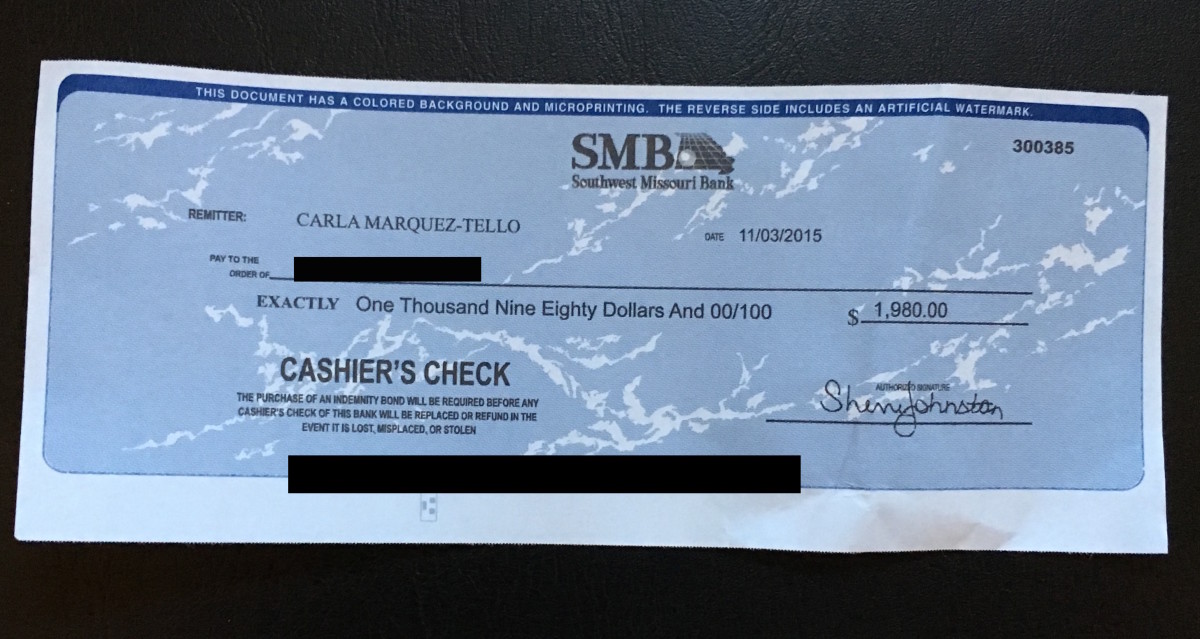 THIS DOCUMENT HAS A COLORED BACKGROUND AND MICROPRINTING. THE REVERSE SIDE INCLUDES AN ARTIFICIAL WATERMARK.
SMB
Southwest Missouri Bank
300385
REMITTER: CARLA MARQUEZ-TELLO
DATE 11/03/2015
PAY TO THE
ORDER OF
EXACTLY One Thousand Nine Eighty Dollars And 00/100 $ 1,980.00
CASHIER'S CHECK
THE PURCHASE OF AN INDEMNITY BOND WILL BE REQUIRED BEFORE ANY
CASHIER'S CHECK OF THIS BANK WILL BE REPLACED OR REFUND IN THE
EVENT IT IS LOST, MISPLACED, OR STOLEN
AUTHORIZED SIGNATURE
Sherry Johnston